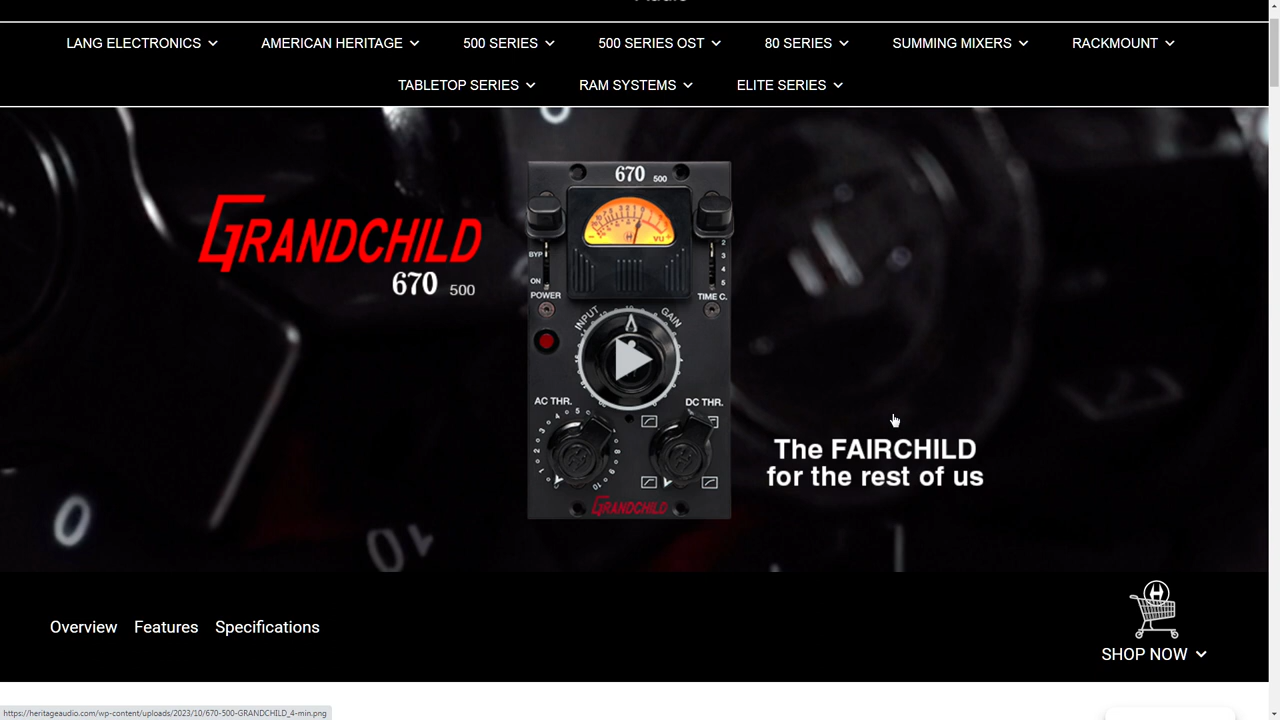 LANG ELECTRONICS AMERICAN HERITAGE 500 SERIES 500 SERIES OST 80 SERIES SUMMING MIXERS RACKMOUNT
TABLETOP SERIES RAM SYSTEMS ELITE SERIES
670 500
GRANDCHILD
670 500
VU
BYP
ON
POWER
2
3
4
5
TIME C.
INPUT GAIN
AC THR.
DC THR.
GRANDCHILD
The FAIRCHILD
for the rest of us
Overview Features Specifications
SHOP NOW
https://heritageaudio.com/wp-content/uploads/2023/10/670-500-GRANDCHILD_4-min.png